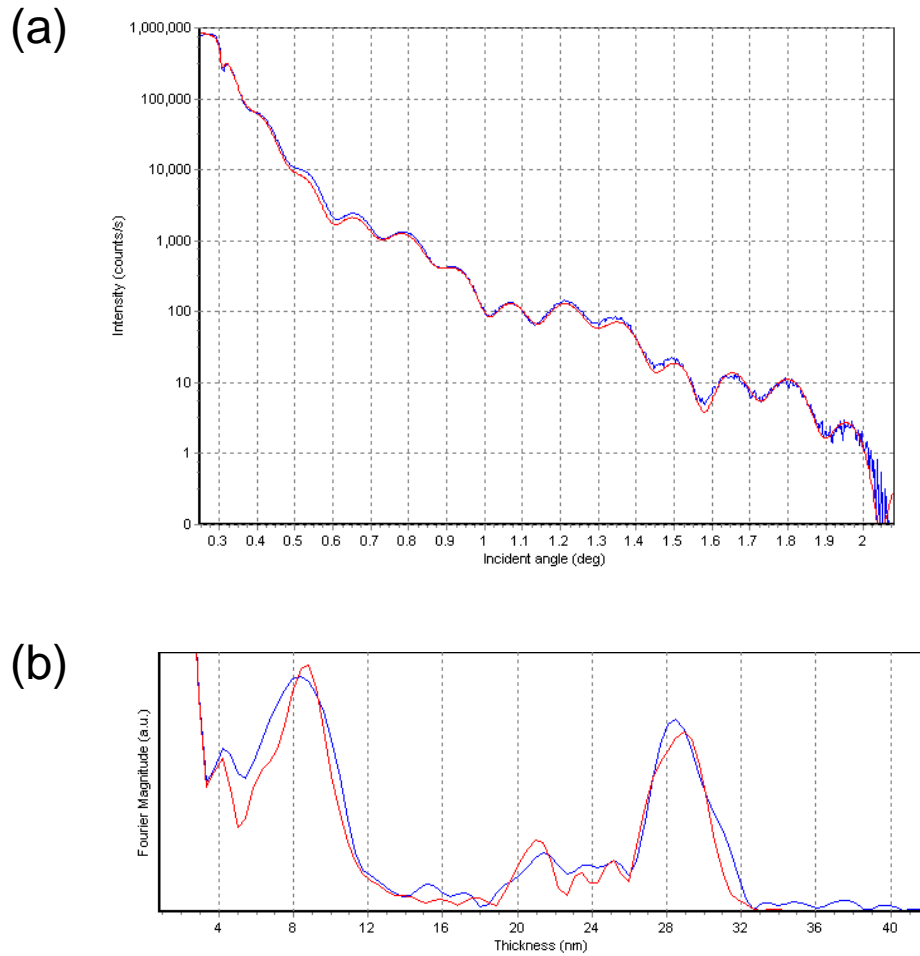 (a)
1,000,000
100,000
10,000
1,000
100
10
1
0
Intensity (counts/s)
0.3 0.4 0.5 0.6 0.7 0.8 0.9 1 1.1 1.2 1.3 1.4 1.5 1.6 1.7 1.8 1.9 2
Incident angle (deg)
(b)
Fourier Magnitude (a.u.)
4 8 12 16 20 24 28 32 36 40
Thickness (nm)